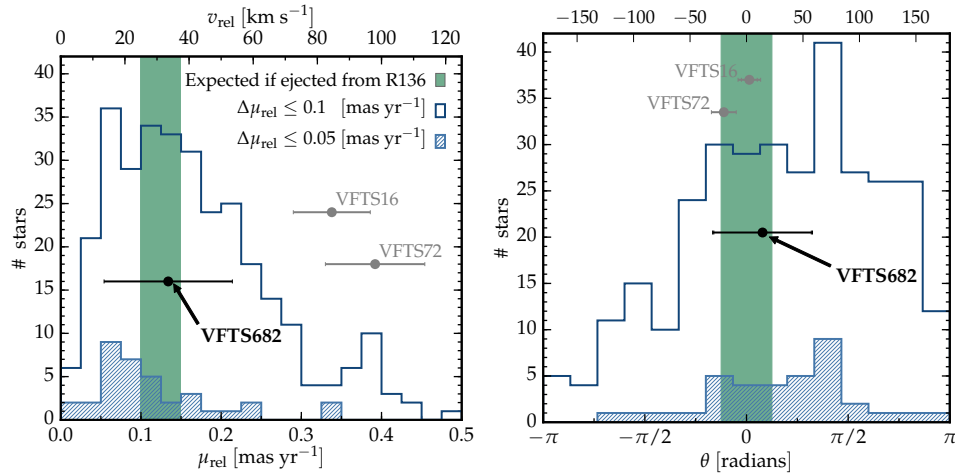 v_rel [km s⁻¹]
0 20 40 60 80 100 120
40
35
30
25
20
15
10
5
0
# stars
Expected if ejected from R136
Δμ_rel ≤ 0.1 [mas yr⁻¹]
Δμ_rel ≤ 0.05 [mas yr⁻¹]
VFTS16
VFTS72
VFTS682
0.0 0.1 0.2 0.3 0.4 0.5
μ_rel [mas yr⁻¹]
−150 −100 −50 0 50 100 150
40
35
30
25
20
15
10
5
0
# stars
VFTS16
VFTS72
VFTS682
−π −π/2 0 π/2 π
θ [radians]